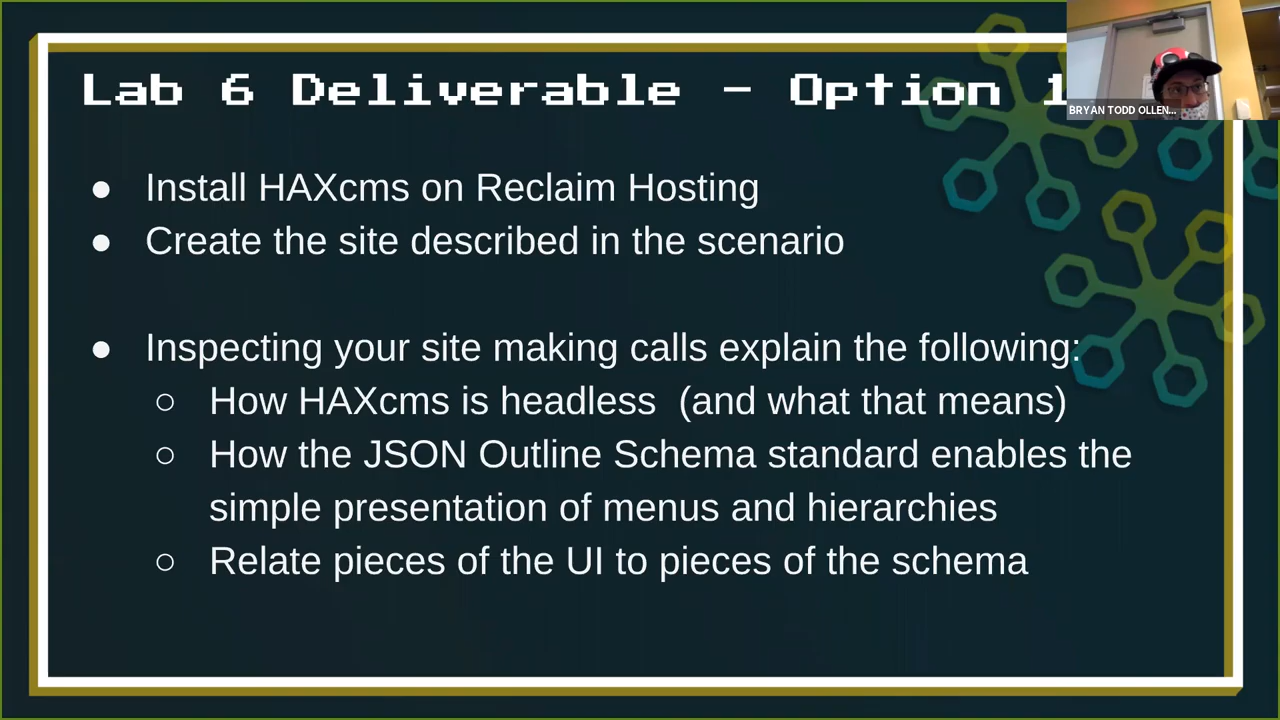 Lab 6 Deliverable - Option 1
BRYAN TODD OLLEN...
● Install HAXcms on Reclaim Hosting
● Create the site described in the scenario
● Inspecting your site making calls explain the following:
○ How HAXcms is headless  (and what that means)
○ How the JSON Outline Schema standard enables the
simple presentation of menus and hierarchies
○ Relate pieces of the UI to pieces of the schema